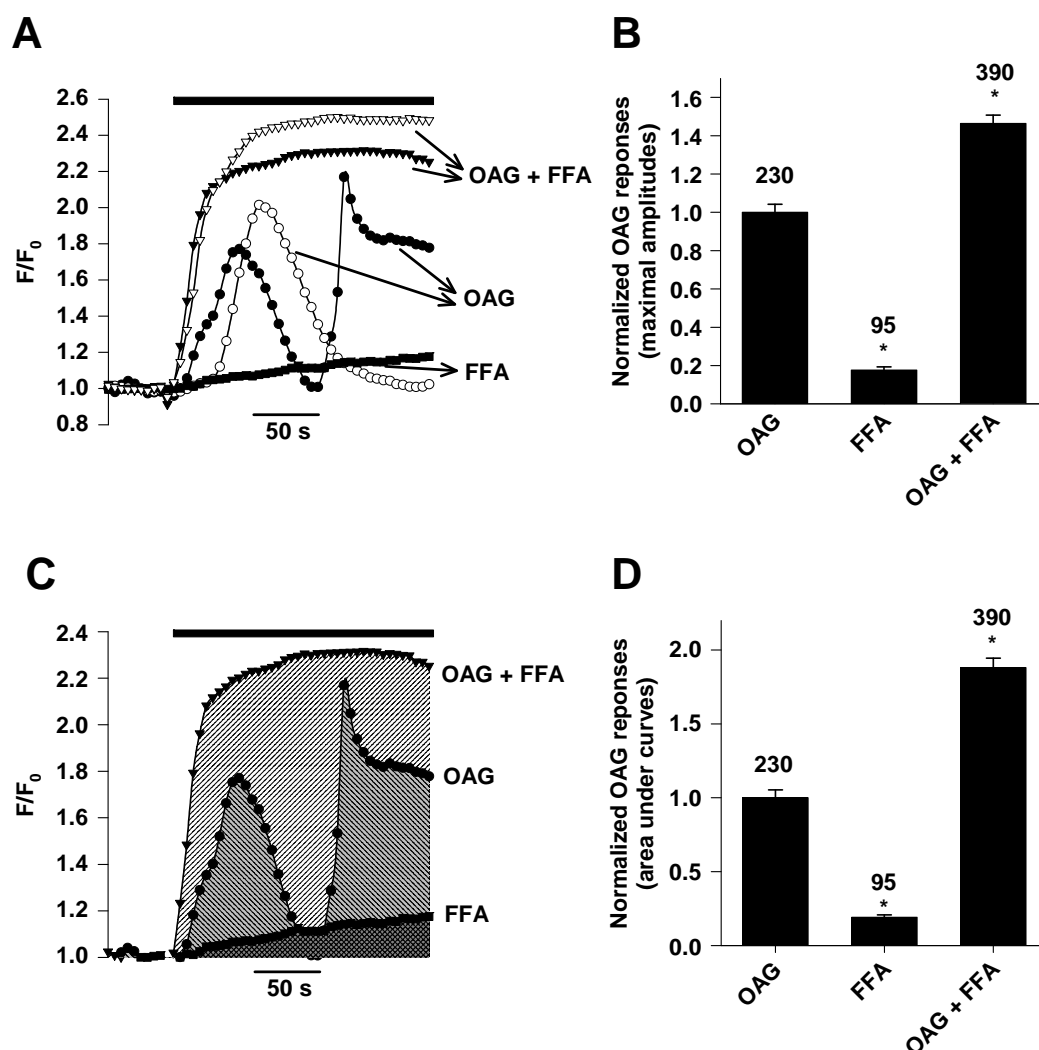 A
2.6
2.4
2.2
2.0
1.8
1.6
1.4
1.2
1.0
0.8
F/F0
OAG + FFA
OAG
FFA
50 s
B
1.6
1.4
1.2
1.0
0.8
0.6
0.4
0.2
0.0
Normalized OAG reponses
(maximal amplitudes)
230
95
*
390
*
OAG
FFA
OAG + FFA
C
2.4
2.2
2.0
1.8
1.6
1.4
1.2
1.0
F/F0
OAG + FFA
OAG
FFA
50 s
D
2.0
1.5
1.0
0.5
0.0
Normalized OAG reponses
(area under curves)
230
95
*
390
*
OAG
FFA
OAG + FFA